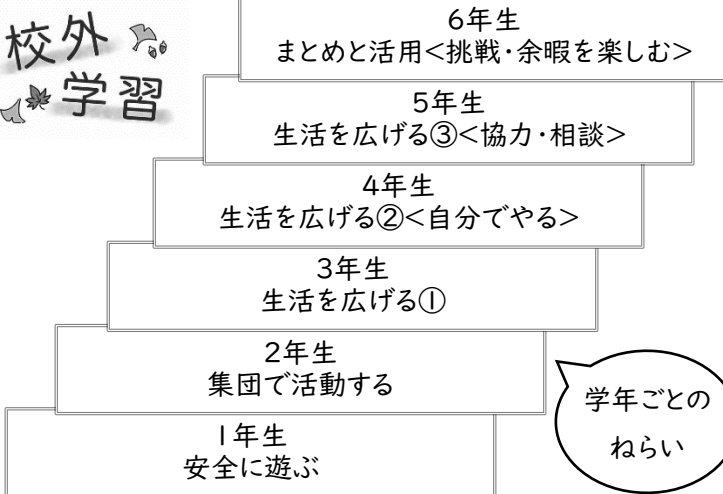 校外
学習
6年生
まとめと活用<挑戦・余暇を楽しむ>
5年生
生活を広げる③<協力・相談>
4年生
生活を広げる②<自分でやる>
3年生
生活を広げる①
2年生
集団で活動する
1年生
安全に遊ぶ
学年ごとの
ねらい